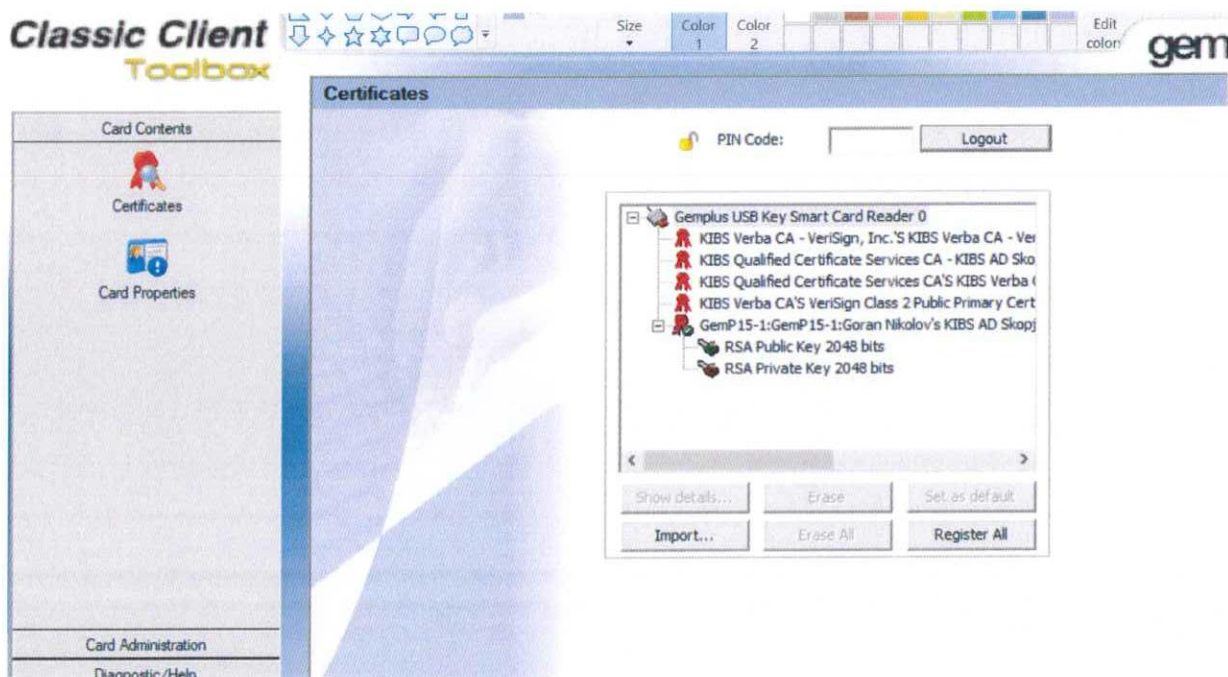 Classic Client
Toolbox
Size
Color
1
Color
2
Edit
colors
gem
Certificates
Card Contents
Certificates
Card Properties
PIN Code:
Logout
Gemplus USB Key Smart Card Reader 0
KIBS Verba CA - VeriSign, Inc.'S KIBS Verba CA - Ver
KIBS Qualified Certificate Services CA - KIBS AD Sko
KIBS Qualified Certificate Services CA'S KIBS Verba
KIBS Verba CA'S VeriSign Class 2 Public Primary Cert
GemP15-1:GemP15-1:Goran Nikolov's KIBS AD Skopj
RSA Public Key 2048 bits
RSA Private Key 2048 bits
Show details...
Erase
Set as default
Import...
Erase All
Register All
Card Administration
Diagnostic/Help